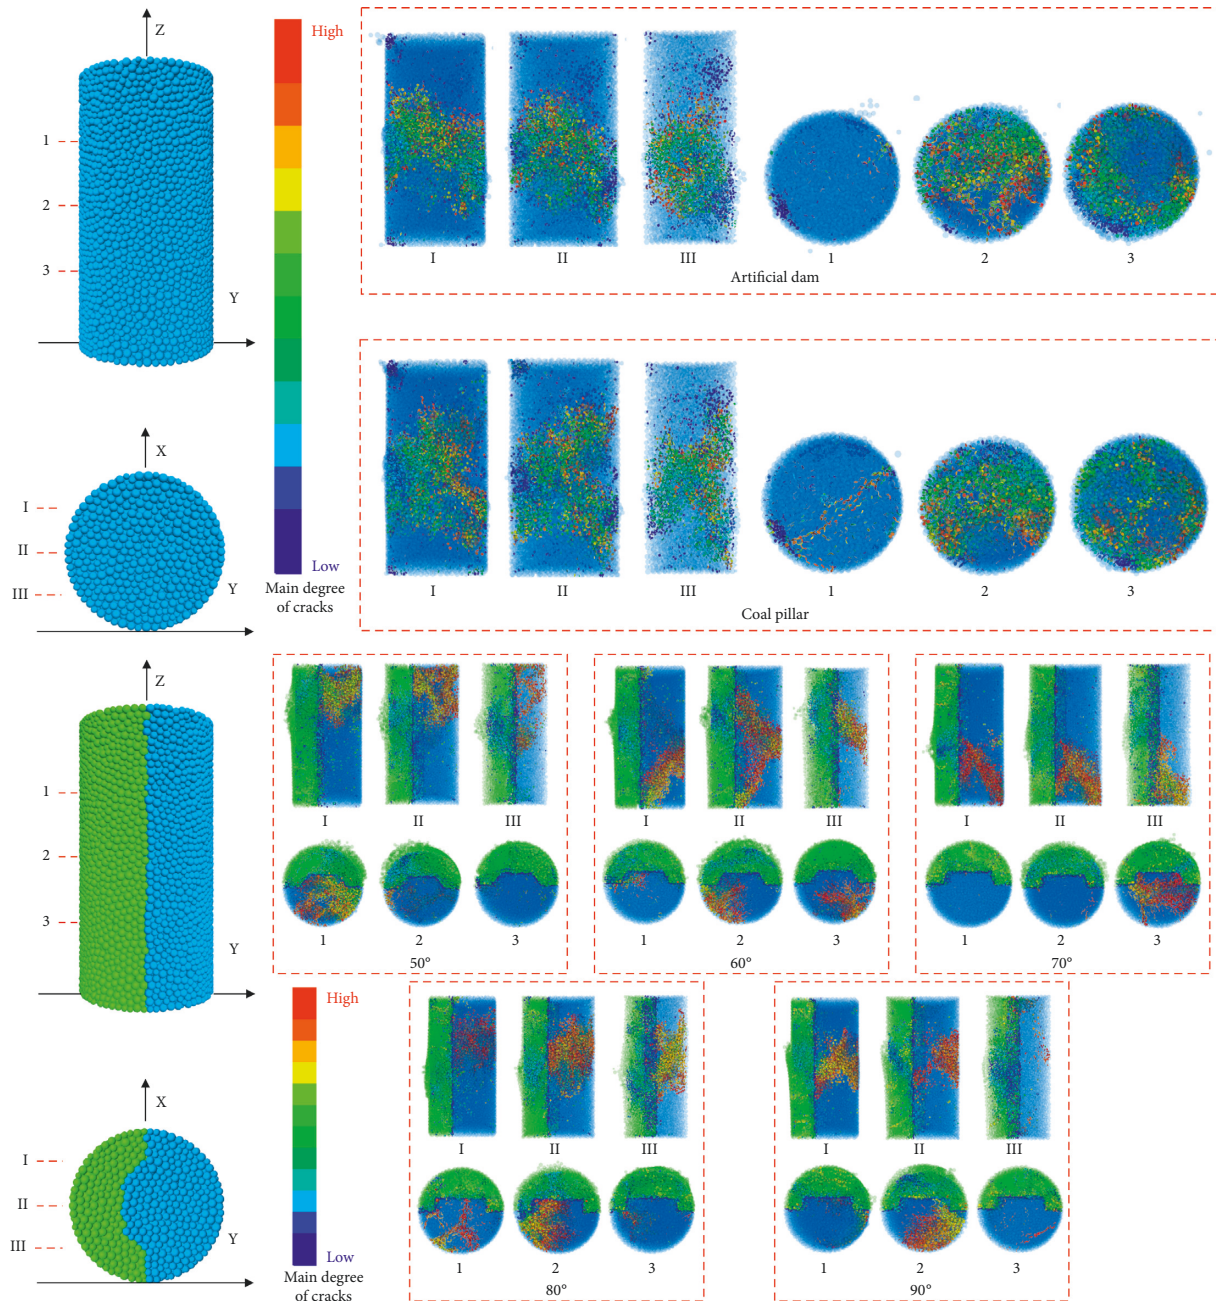 Z
1
2
3
Y
X
I
II
III
Y
High
Low
Main degree
of cracks
I
II
III
1
2
3
Artificial dam
I
II
III
1
2
3
Coal pillar
Z
1
2
3
Y
X
I
II
III
Y
I
II
III
1
2
3
50°
I
II
III
1
2
3
60°
I
II
III
1
2
3
70°
High
Low
Main degree
of cracks
I
II
III
1
2
3
80°
I
II
III
1
2
3
90°